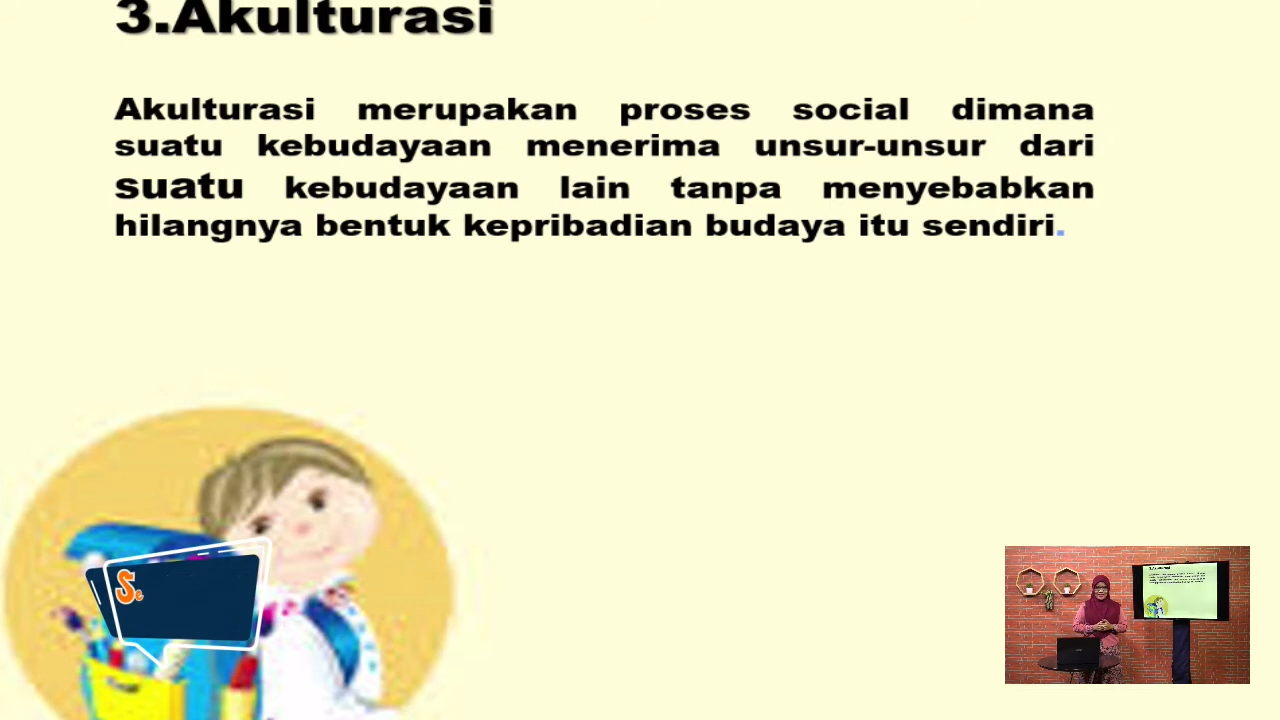 3.Akulturasi
Akulturasi merupakan proses social dimana
suatu kebudayaan menerima unsur-unsur dari
suatu kebudayaan lain tanpa menyebabkan
hilangnya bentuk kepribadian budaya itu sendiri.
Se